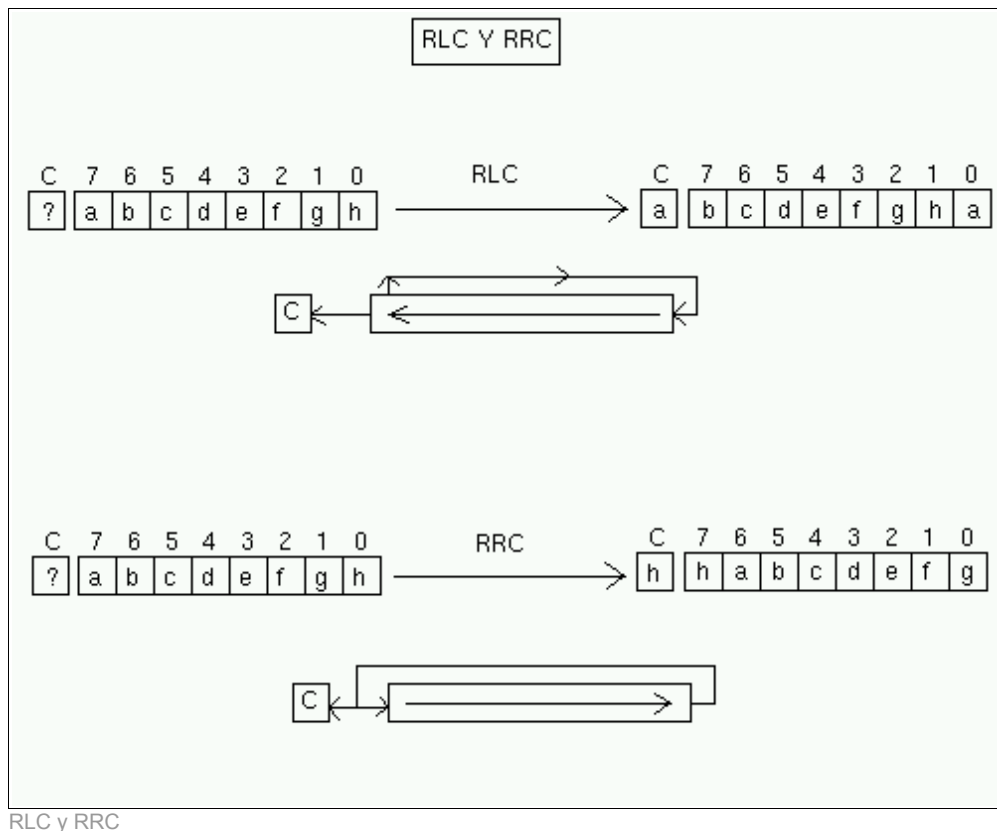 RLC Y RRC
C 7 6 5 4 3 2 1 0 RLC C 7 6 5 4 3 2 1 0
? a b c d e f g h a b c d e f g h a
C
C 7 6 5 4 3 2 1 0 RRC C 7 6 5 4 3 2 1 0
? a b c d e f g h h h a b c d e f g
C
RLC y RRC